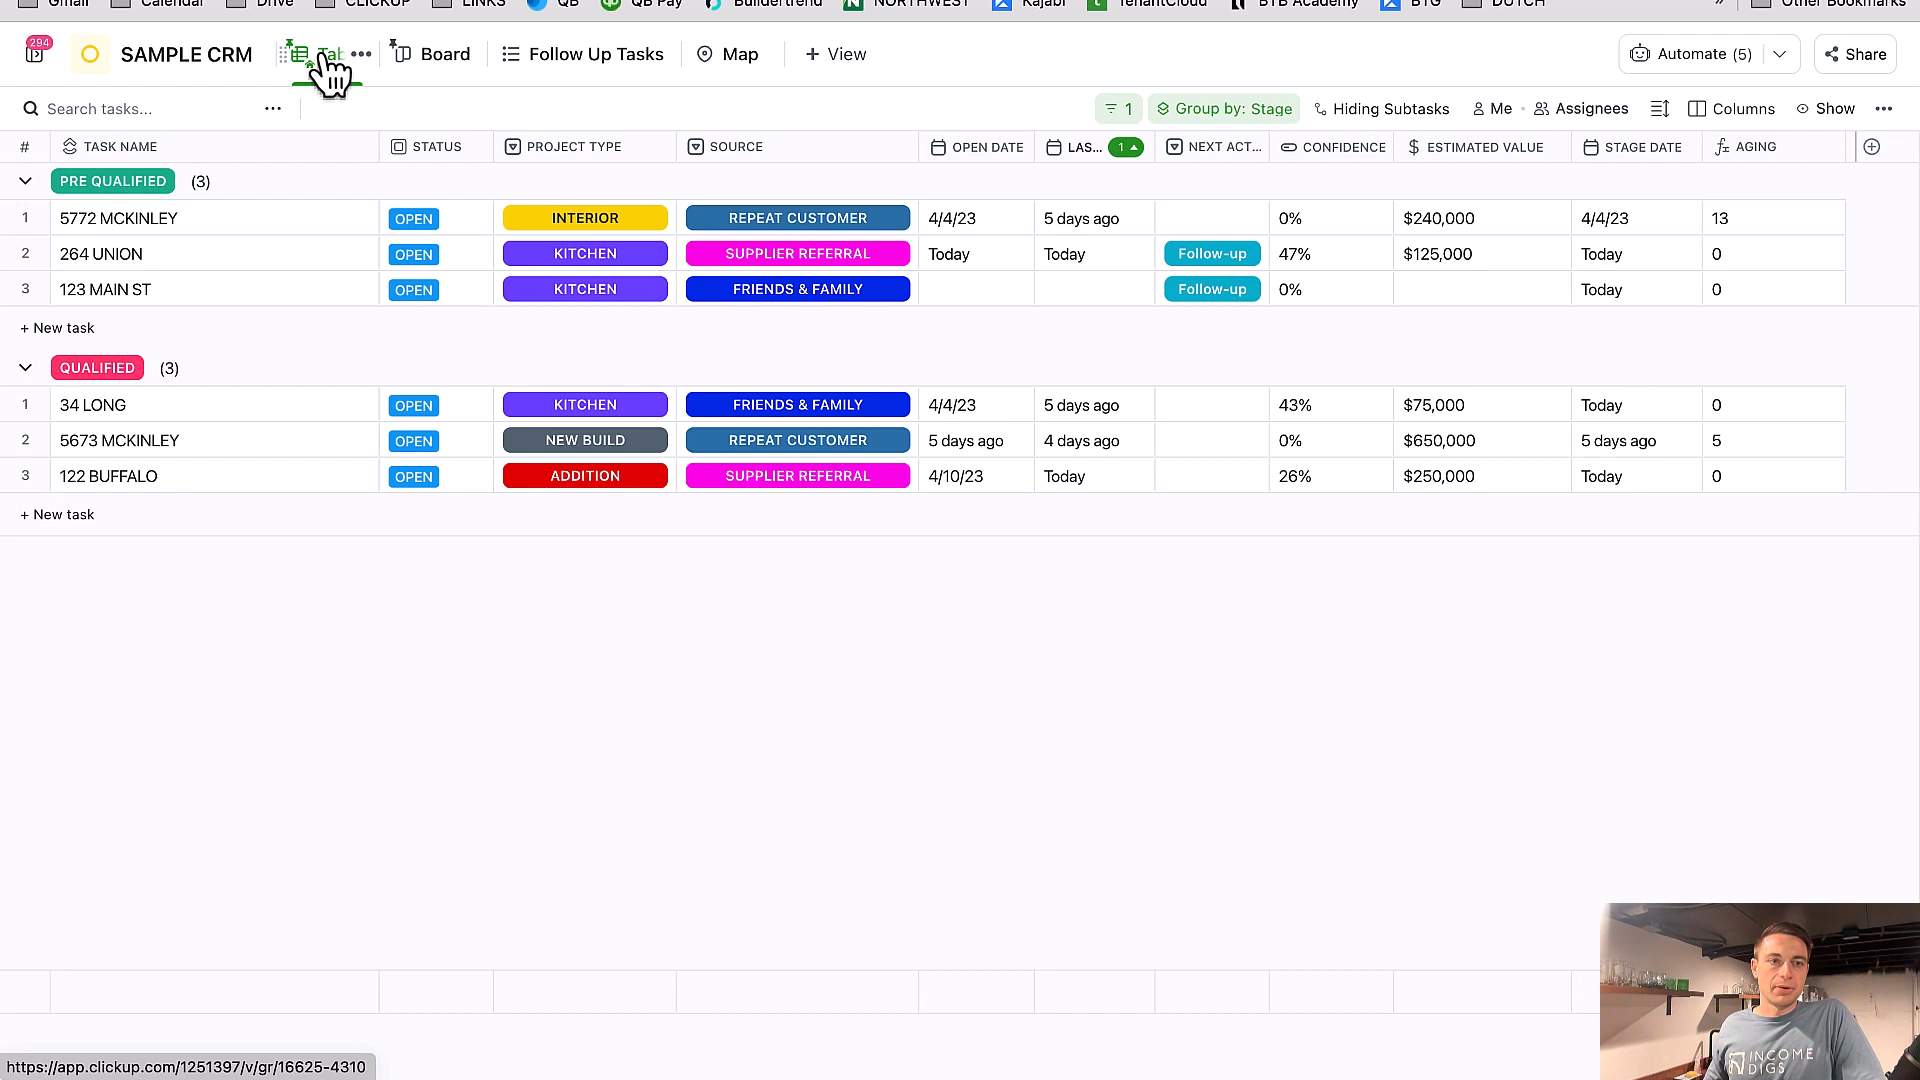 Gmail Calendar Drive CLICKUP LINKS QB QB Pay Buildertrend NORTHWEST Kajabi TenantCloud BTB Academy BTG DUTCH » Other Bookmarks
294 SAMPLE CRM Tab ••• Board Follow Up Tasks Map + View Automate (5) Share
Search tasks... ••• 1 Group by: Stage Hiding Subtasks Me Assignees Columns Show •••
# TASK NAME STATUS PROJECT TYPE SOURCE OPEN DATE LAS... 1 NEXT ACT... CONFIDENCE $ ESTIMATED VALUE STAGE DATE fx AGING
PRE QUALIFIED (3)
1 5772 MCKINLEY OPEN INTERIOR REPEAT CUSTOMER 4/4/23 5 days ago 0% $240,000 4/4/23 13
2 264 UNION OPEN KITCHEN SUPPLIER REFERRAL Today Today Follow-up 47% $125,000 Today 0
3 123 MAIN ST OPEN KITCHEN FRIENDS & FAMILY Follow-up 0% Today 0
+ New task
QUALIFIED (3)
1 34 LONG OPEN KITCHEN FRIENDS & FAMILY 4/4/23 5 days ago 43% $75,000 Today 0
2 5673 MCKINLEY OPEN NEW BUILD REPEAT CUSTOMER 5 days ago 4 days ago 0% $650,000 5 days ago 5
3 122 BUFFALO OPEN ADDITION SUPPLIER REFERRAL 4/10/23 Today 26% $250,000 Today 0
+ New task
INCOME
DIGS
https://app.clickup.com/1251397/v/gr/16625-4310